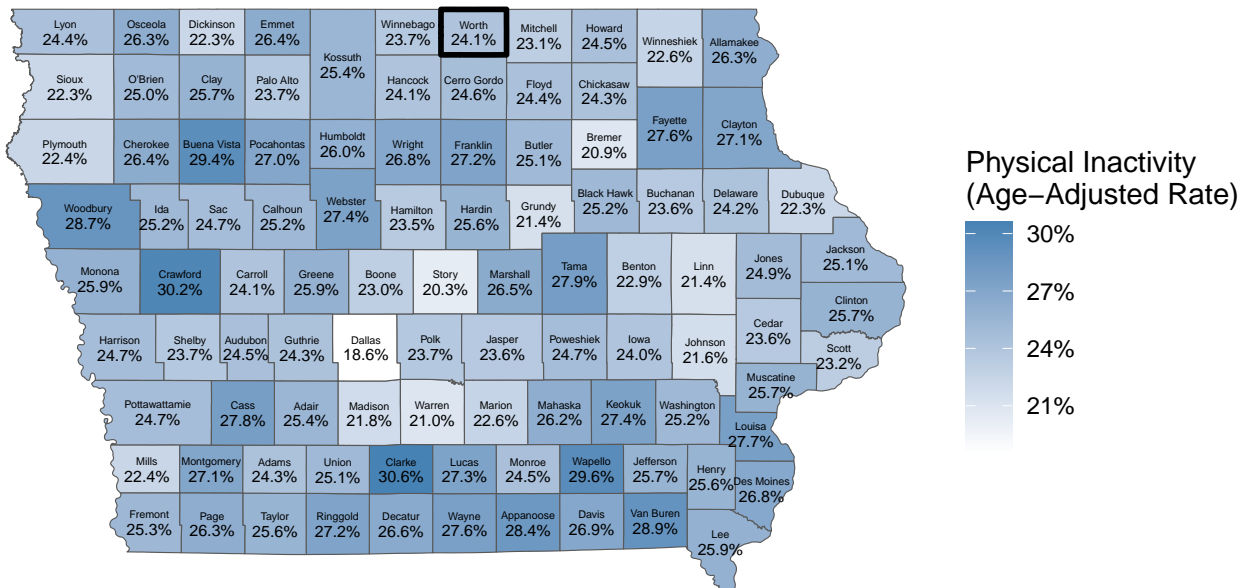 Lyon
24.4%
Osceola
26.3%
Dickinson
22.3%
Emmet
26.4%
Winnebago
23.7%
Worth
24.1%
Mitchell
23.1%
Howard
24.5%
Winneshiek
22.6%
Allamakee
26.3%
Kossuth
25.4%
Sioux
22.3%
O'Brien
25.0%
Clay
25.7%
Palo Alto
23.7%
Hancock
24.1%
Cerro Gordo
24.6%
Floyd
24.4%
Chickasaw
24.3%
Fayette
27.6%
Clayton
27.1%
Plymouth
22.4%
Cherokee
26.4%
Buena Vista
29.4%
Pocahontas
27.0%
Humboldt
26.0%
Wright
26.8%
Franklin
27.2%
Butler
25.1%
Bremer
20.9%
Woodbury
28.7%
Ida
25.2%
Sac
24.7%
Calhoun
25.2%
Webster
27.4%
Hamilton
23.5%
Hardin
25.6%
Grundy
21.4%
Black Hawk
25.2%
Buchanan
23.6%
Delaware
24.2%
Dubuque
22.3%
Monona
25.9%
Crawford
30.2%
Carroll
24.1%
Greene
25.9%
Boone
23.0%
Story
20.3%
Marshall
26.5%
Tama
27.9%
Benton
22.9%
Linn
21.4%
Jones
24.9%
Jackson
25.1%
Clinton
25.7%
Harrison
24.7%
Shelby
23.7%
Audubon
24.5%
Guthrie
24.3%
Dallas
18.6%
Polk
23.7%
Jasper
23.6%
Poweshiek
24.7%
Iowa
24.0%
Johnson
21.6%
Cedar
23.6%
Scott
23.2%
Muscatine
25.7%
Pottawattamie
24.7%
Cass
27.8%
Adair
25.4%
Madison
21.8%
Warren
21.0%
Marion
22.6%
Mahaska
26.2%
Keokuk
27.4%
Washington
25.2%
Louisa
27.7%
Mills
22.4%
Montgomery
27.1%
Adams
24.3%
Union
25.1%
Clarke
30.6%
Lucas
27.3%
Monroe
24.5%
Wapello
29.6%
Jefferson
25.7%
Henry
25.6%
Des Moines
26.8%
Fremont
25.3%
Page
26.3%
Taylor
25.6%
Ringgold
27.2%
Decatur
26.6%
Wayne
27.6%
Appanoose
28.4%
Davis
26.9%
Van Buren
28.9%
Lee
25.9%
Physical Inactivity
(Age−Adjusted Rate)
30%
27%
24%
21%